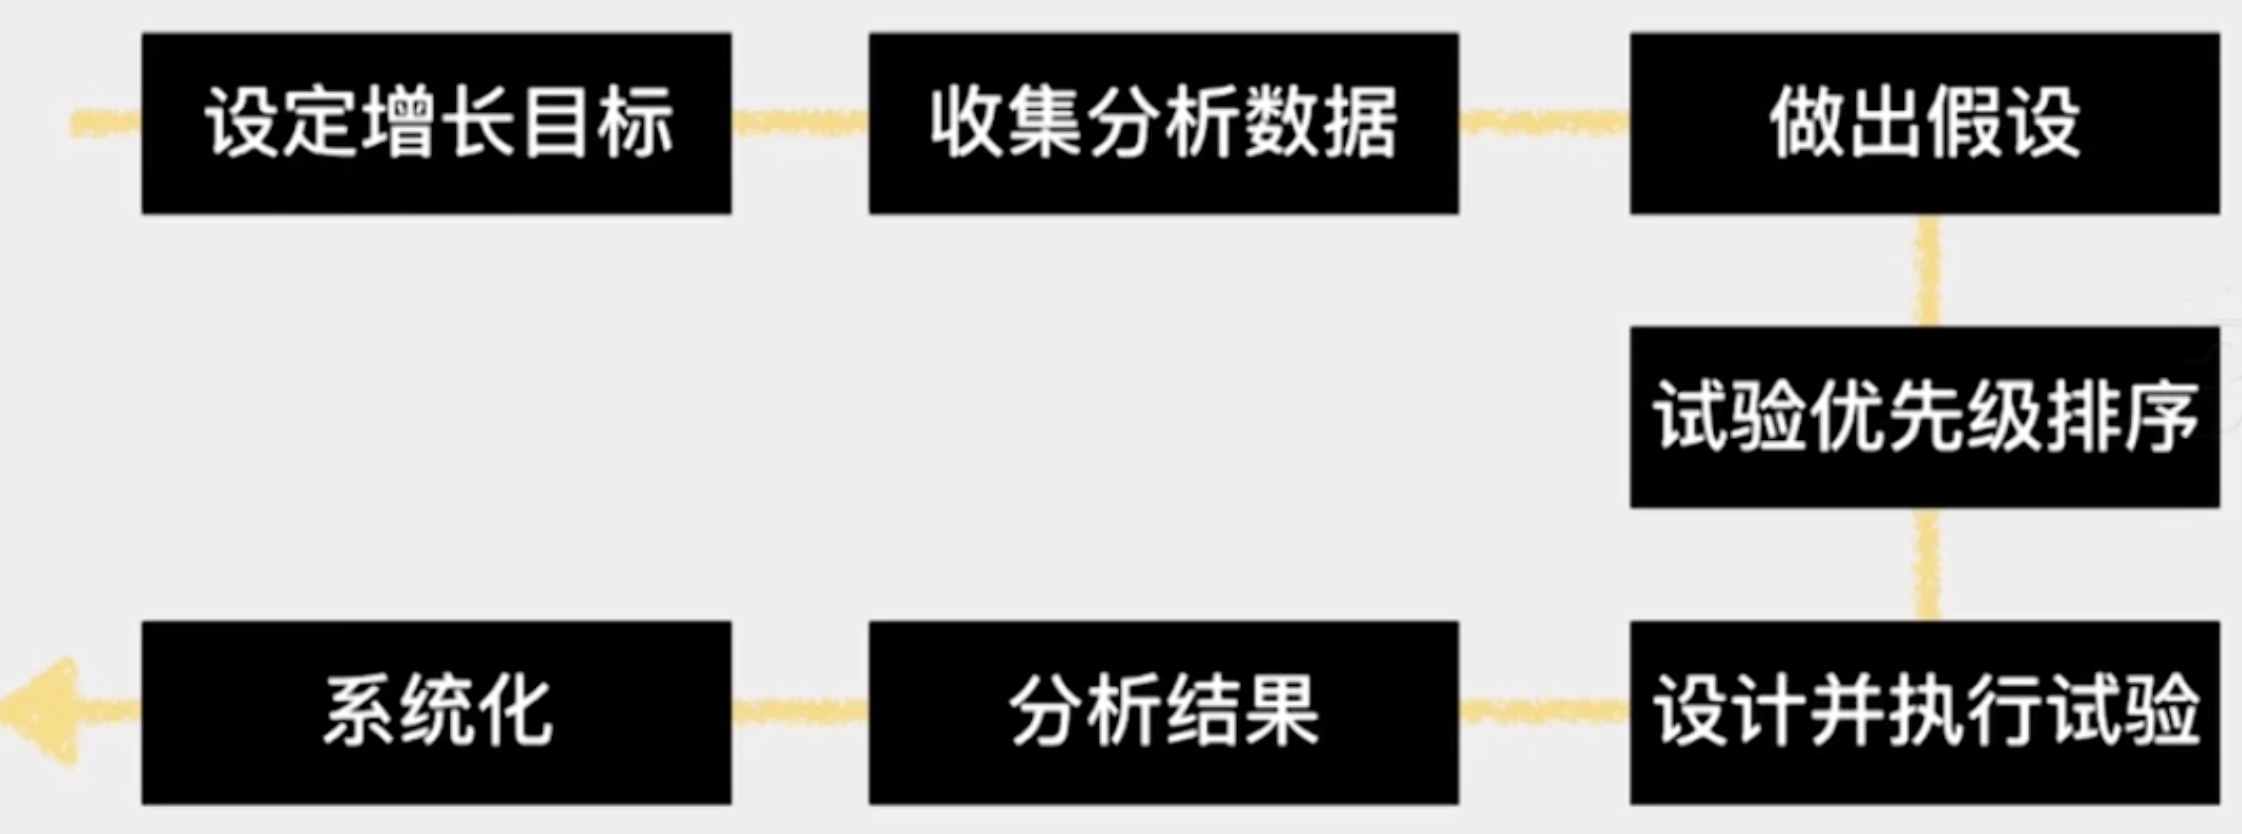 设定增长目标
收集分析数据
做出假设
试验优先级排序
设计并执行试验
分析结果
系统化